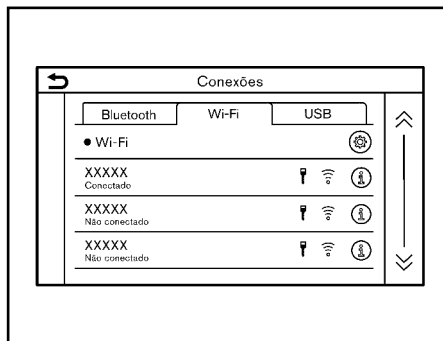 Conexões
Bluetooth Wi-Fi USB
Wi-Fi
XXXXX
Conectado
XXXXX
Não conectado
XXXXX
Não conectado